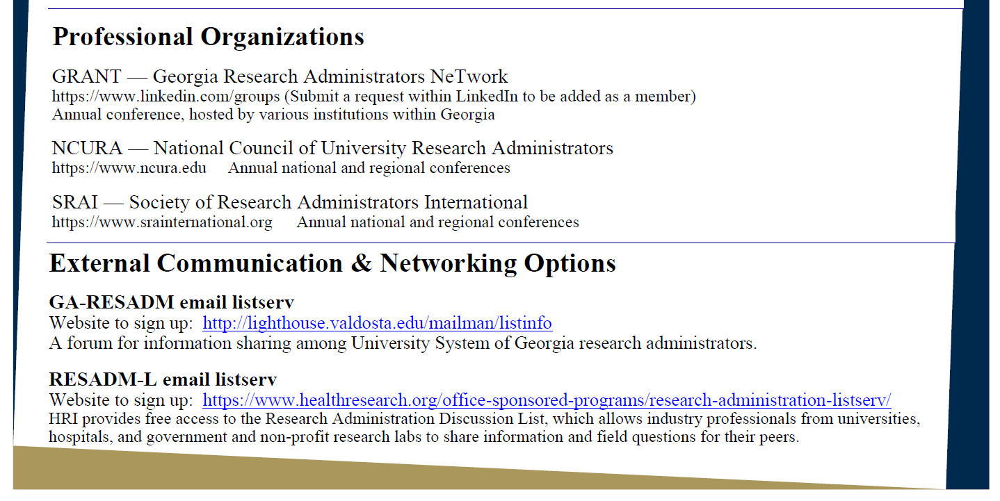 Professional Organizations
GRANT — Georgia Research Administrators NeTwork
https://www.linkedin.com/groups (Submit a request within LinkedIn to be added as a member)
Annual conference, hosted by various institutions within Georgia
NCURA — National Council of University Research Administrators
https://www.ncura.edu Annual national and regional conferences
SRAI — Society of Research Administrators International
https://www.srainternational.org Annual national and regional conferences
External Communication & Networking Options
GA-RESADM email listserv
Website to sign up: http://lighthouse.valdosta.edu/mailman/listinfo
A forum for information sharing among University System of Georgia research administrators.
RESADM-L email listserv
Website to sign up: https://www.healthresearch.org/office-sponsored-programs/research-administration-listserv/
HRI provides free access to the Research Administration Discussion List, which allows industry professionals from universities,
hospitals, and government and non-profit research labs to share information and field questions for their peers.